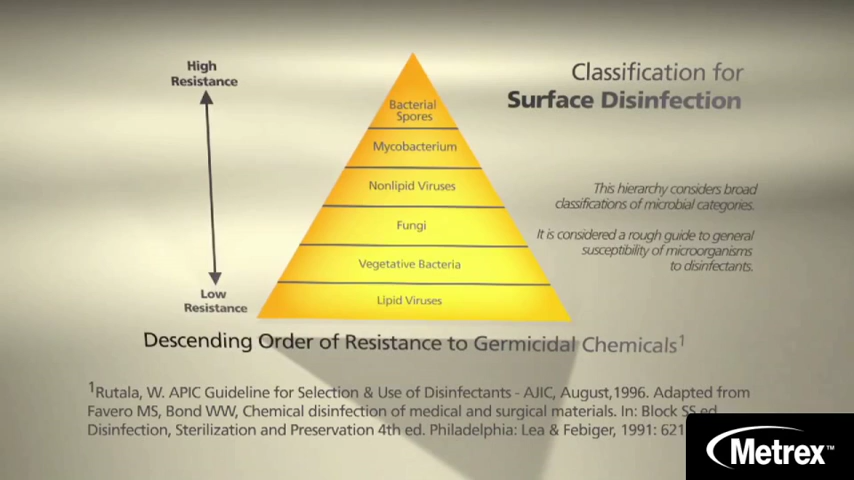 High
Resistance
Low
Resistance
Bacterial
Spores
Mycobacterium
Nonlipid Viruses
Fungi
Vegetative Bacteria
Lipid Viruses
Classification for
Surface Disinfection
This hierarchy considers broad
classifications of microbial categories.
It is considered a rough guide to general
susceptibility of microorganisms
to disinfectants.
Descending Order of Resistance to Germicidal Chemicals¹
¹Rutala, W. APIC Guideline for Selection & Use of Disinfectants - AJIC, August,1996. Adapted from
Favero MS, Bond WW, Chemical disinfection of medical and surgical materials. In: Block SS ed.
Disinfection, Sterilization and Preservation 4th ed. Philadelphia: Lea & Febiger, 1991: 621
Metrex™